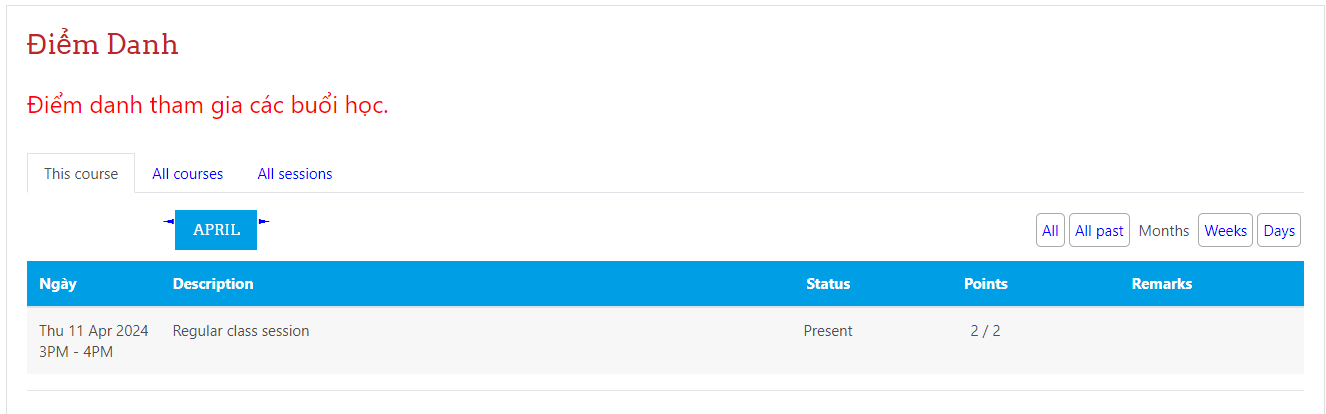 Điểm Danh
Điểm danh tham gia các buổi học.
This course All courses All sessions
APRIL All All past Months Weeks Days
Ngày Description Status Points Remarks
Thu 11 Apr 2024 Regular class session Present 2 / 2
3PM - 4PM